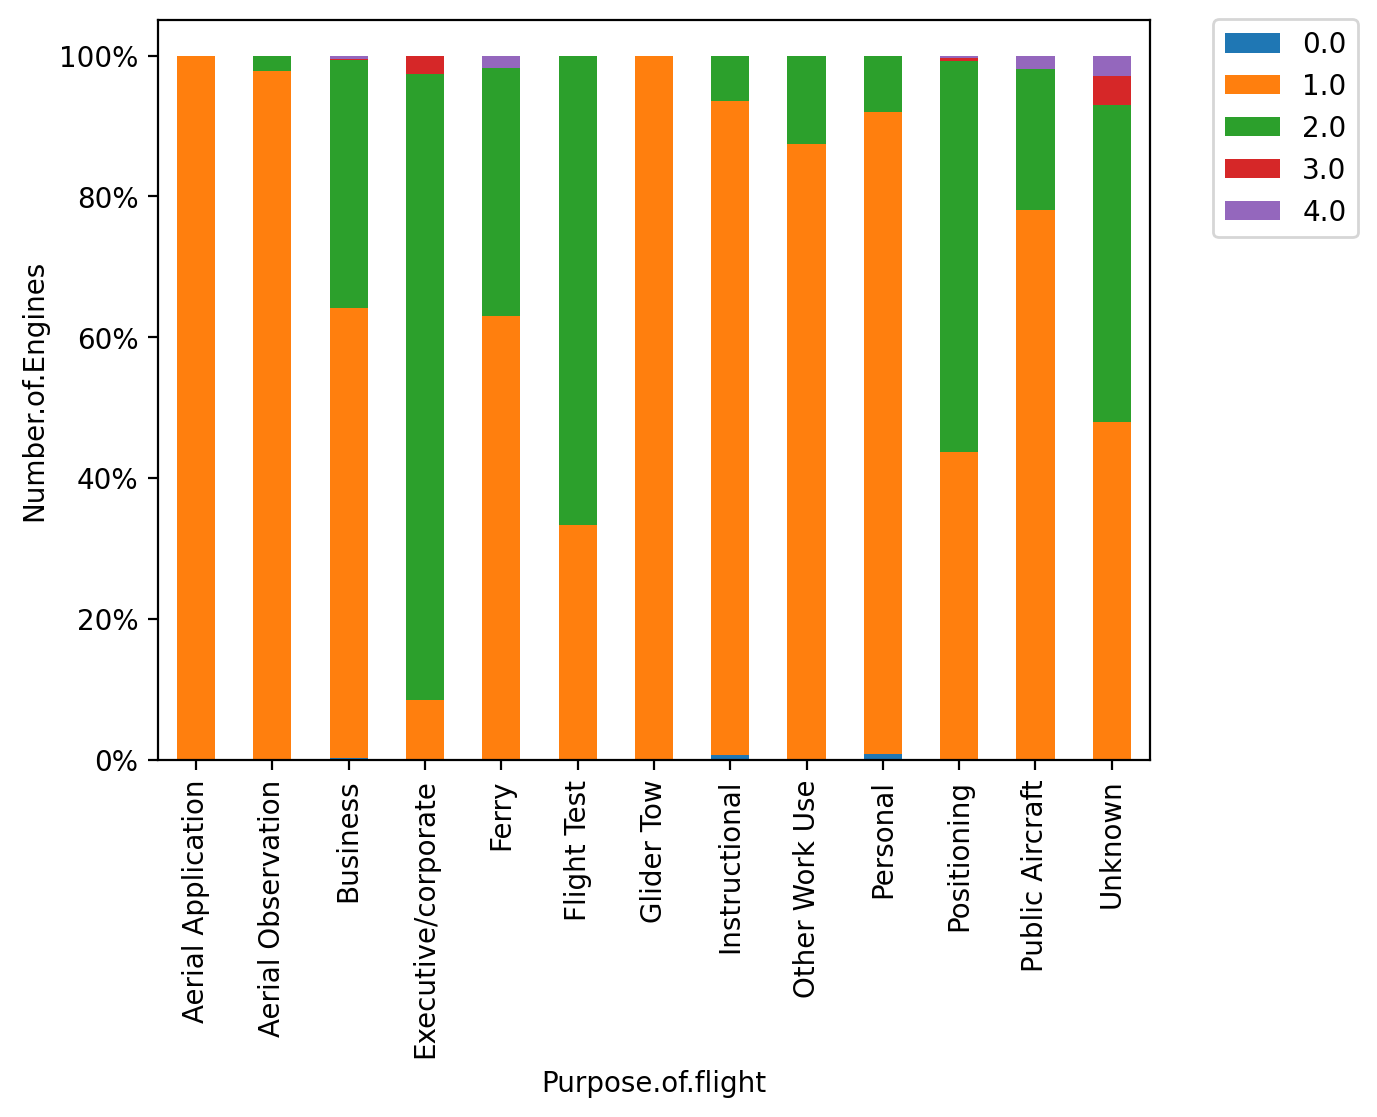 100%
80%
60%
40%
20%
0%
Number.of.Engines
Aerial Application
Aerial Observation
Business
Executive/corporate
Ferry
Flight Test
Glider Tow
Instructional
Other Work Use
Personal
Positioning
Public Aircraft
Unknown
Purpose.of.flight
0.0
1.0
2.0
3.0
4.0